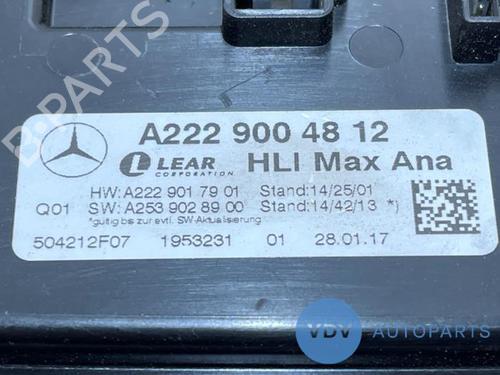 B-PARTS
A222 900 48 12
LEAR
CORPORATION
HLI Max Ana
HW:A222 901 79 01 Stand:14/25/01
Q01 SW:A253 902 89 00 Stand:14/42/13 *)
*gültig bis zur evtl. SW-Aktualisierung
504212F07 1953231 01 28.01.17
VDV AUTOPARTS